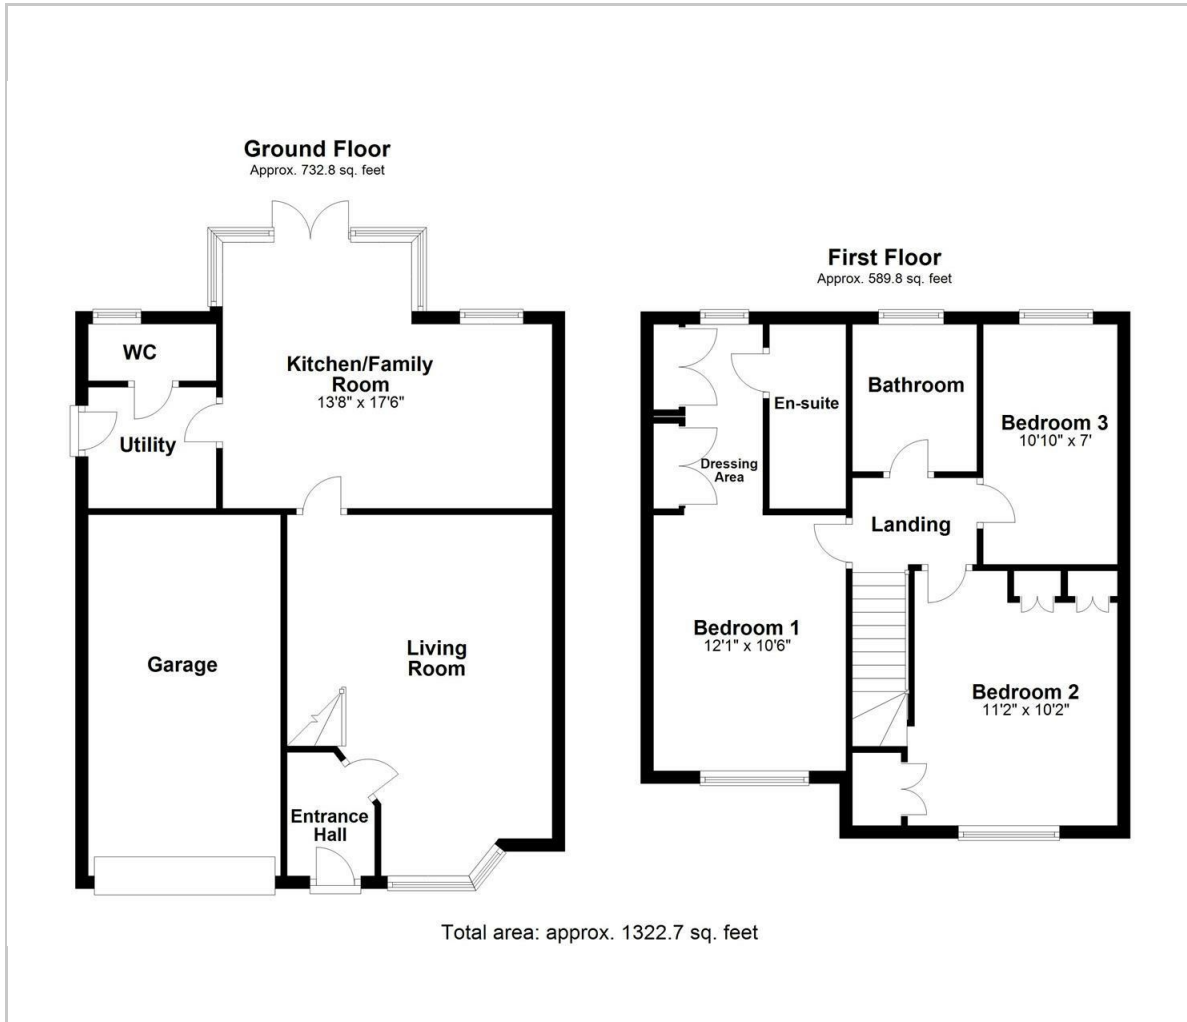 Ground Floor
Approx. 732.8 sq. feet
WC
Kitchen/Family
Room
13'8" x 17'6"
Utility
Garage
Living
Room
Entrance
Hall
First Floor
Approx. 589.8 sq. feet
Bathroom
En-suite
Bedroom 3
10'10" x 7'
Dressing
Area
Landing
Bedroom 1
12'1" x 10'6"
Bedroom 2
11'2" x 10'2"
Total area: approx. 1322.7 sq. feet